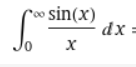 ∫₀^∞ sin(x)/x dx =